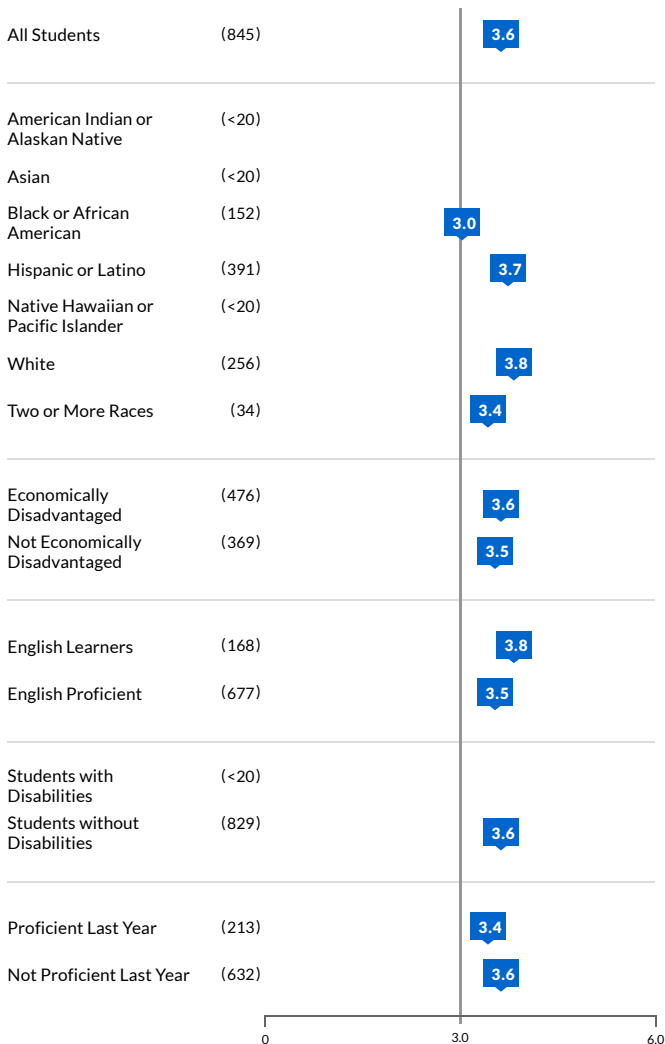 All Students (845) 3.6
American Indian or (<20)
Alaskan Native
Asian (<20)
Black or African (152) 3.0
American
Hispanic or Latino (391) 3.7
Native Hawaiian or (<20)
Pacific Islander
White (256) 3.8
Two or More Races (34) 3.4
Economically (476) 3.6
Disadvantaged
Not Economically (369) 3.5
Disadvantaged
English Learners (168) 3.8
English Proficient (677) 3.5
Students with (<20)
Disabilities
Students without (829) 3.6
Disabilities
Proficient Last Year (213) 3.4
Not Proficient Last Year (632) 3.6
0 3.0 6.0